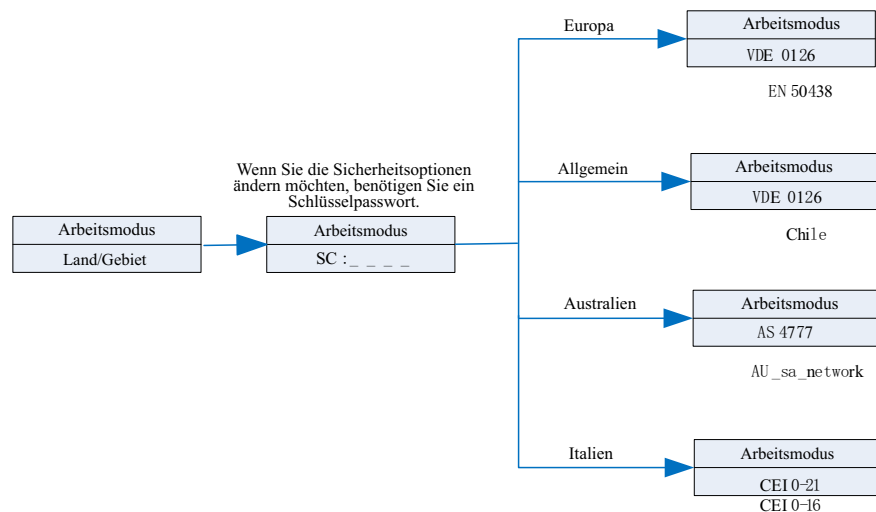 Arbeitsmodus
Land/Gebiet
Wenn Sie die Sicherheitsoptionen
ändern möchten, benötigen Sie ein
Schlüsselpasswort.
Arbeitsmodus
SC :_ _ _ _
Europa
Arbeitsmodus
VDE 0126
EN 50438
Allgemein
Arbeitsmodus
VDE 0126
Chile
Australien
Arbeitsmodus
AS 4777
AU_sa_network
Italien
Arbeitsmodus
CEI 0-21
CEI 0-16